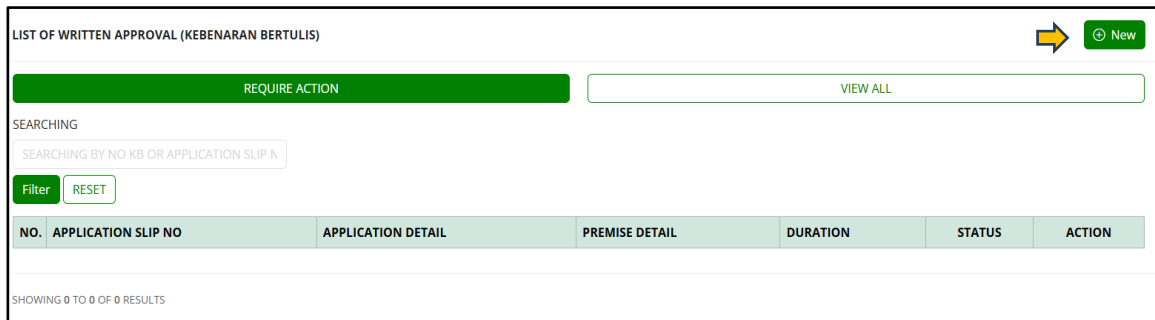 LIST OF WRITTEN APPROVAL (KEBENARAN BERTULIS)
New
REQUIRE ACTION
VIEW ALL
SEARCHING
SEARCHING BY NO KB OR APPLICATION SLIP N
Filter
RESET
NO. APPLICATION SLIP NO APPLICATION DETAIL PREMISE DETAIL DURATION STATUS ACTION
SHOWING 0 TO 0 OF 0 RESULTS